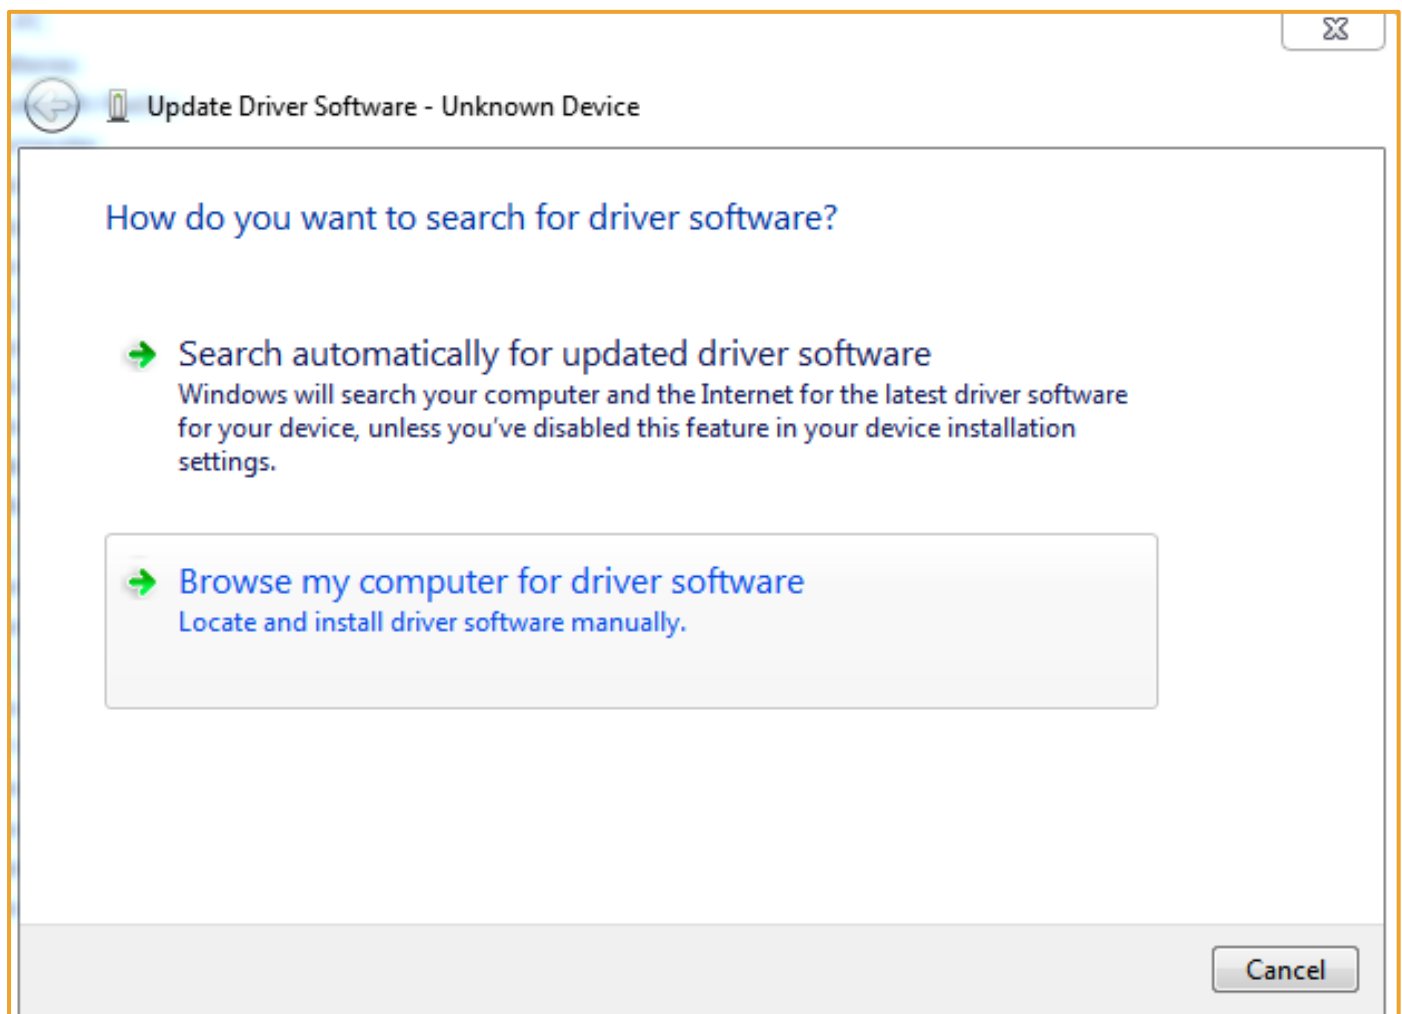 Update Driver Software - Unknown Device
How do you want to search for driver software?
Search automatically for updated driver software
Windows will search your computer and the Internet for the latest driver software
for your device, unless you've disabled this feature in your device installation
settings.
Browse my computer for driver software
Locate and install driver software manually.
Cancel